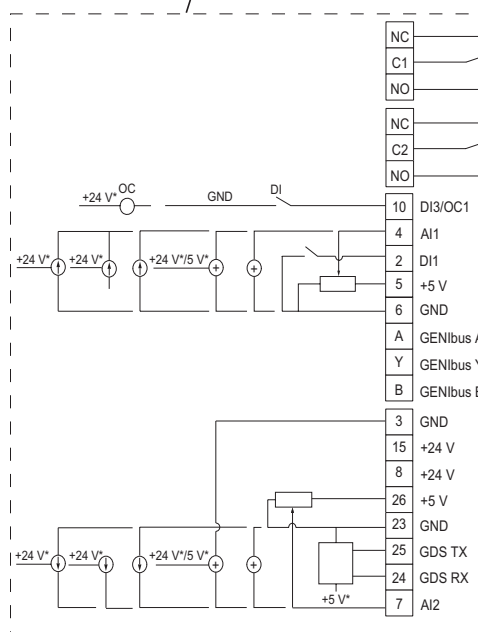 NC
C1
NO
NC
C2
NO
+24 V* OC GND DI 10 DI3/OC1
4 AI1
+24 V* +24 V* +24 V*/5 V* + + 2 DI1
5 +5 V
6 GND
A GENIbus A
Y GENIbus Y
B GENIbus B
3 GND
15 +24 V
8 +24 V
26 +5 V
23 GND
+24 V* +24 V* +24 V*/5 V* + + 25 GDS TX
24 GDS RX
+5 V*
7 AI2